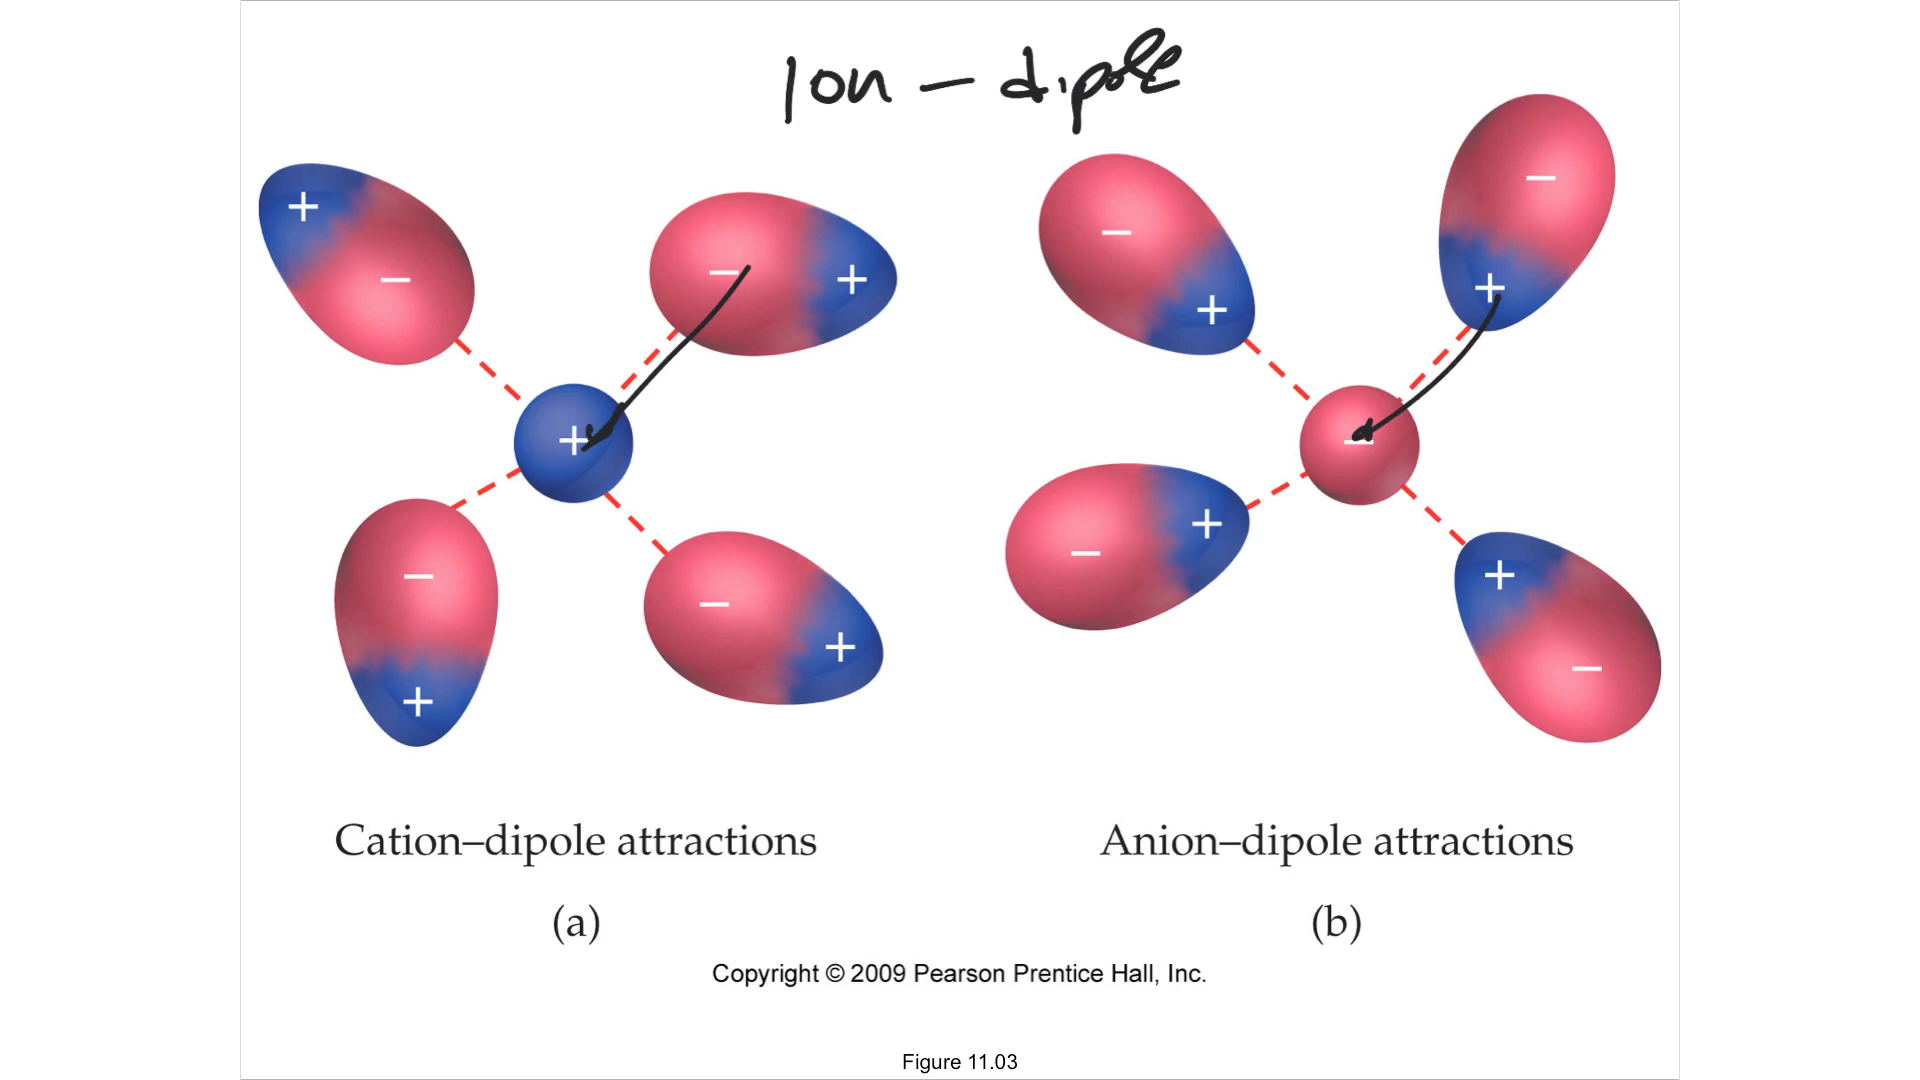 Ion – dipole
+ −
− +
− +
− +
+
−
− +
− +
− +
+ −
Cation–dipole attractions
Anion–dipole attractions
(a)
(b)
Copyright © 2009 Pearson Prentice Hall, Inc.
Figure 11.03